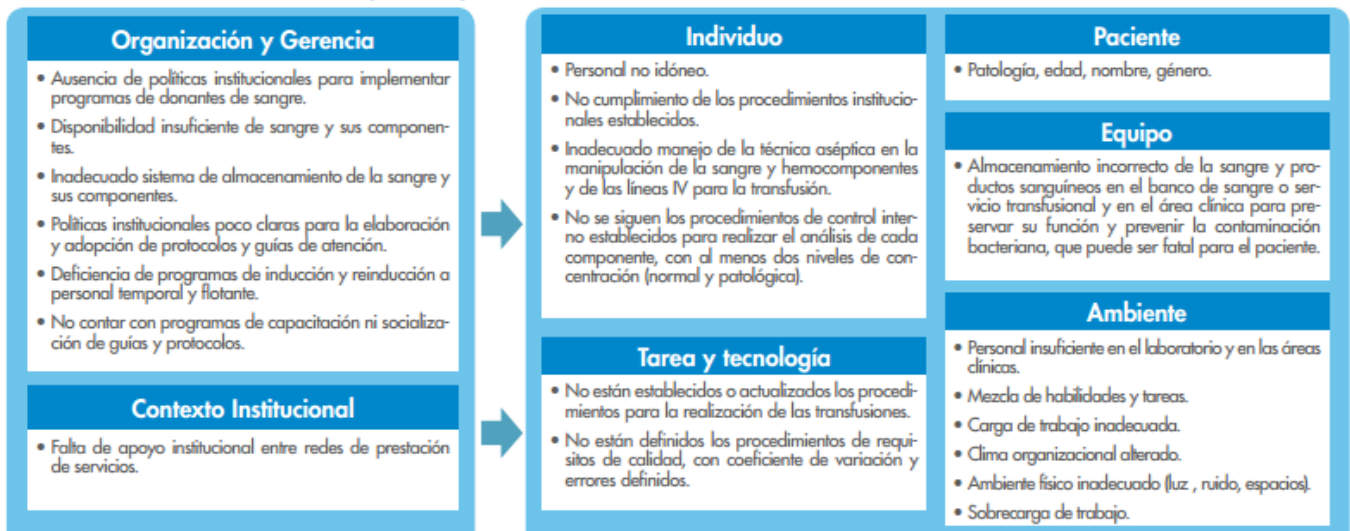 Organización y Gerencia
• Ausencia de políticas institucionales para implementar
programas de donantes de sangre.
• Disponibilidad insuficiente de sangre y sus componen-
tes.
• Inadecuado sistema de almacenamiento de la sangre y
sus componentes.
• Políticas institucionales poco claras para la elaboración
y adopción de protocolos y guías de atención.
• Deficiencia de programas de inducción y reinducción a
personal temporal y flotante.
• No contar con programas de capacitación ni socializa-
ción de guías y protocolos.
Contexto Institucional
• Falta de apoyo institucional entre redes de prestación
de servicios.
Individuo
• Personal no idóneo.
• No cumplimiento de los procedimientos institucio-
nales establecidos.
• Inadecuado manejo de la técnica aséptica en la
manipulación de la sangre y hemocomponentes
y de las líneas IV para la transfusión.
• No se siguen los procedimientos de control inter-
no establecidos para realizar el análisis de cada
componente, con al menos dos niveles de con-
centración (normal y patológica).
Tarea y tecnología
• No están establecidos o actualizados los procedi-
mientos para la realización de las transfusiones.
• No están definidos los procedimientos de requi-
sitos de calidad, con coeficiente de variación y
errores definidos.
Paciente
• Patología, edad, nombre, género.
Equipo
• Almacenamiento incorrecto de la sangre y pro-
ductos sanguíneos en el banco de sangre o ser-
vicio transfusional y en el área clínica para pre-
servar su función y prevenir la contaminación
bacteriana, que puede ser fatal para el paciente.
Ambiente
• Personal insuficiente en el laboratorio y en las áreas
clínicas.
• Mezcla de habilidades y tareas.
• Carga de trabajo inadecuada.
• Clima organizacional alterado.
• Ambiente físico inadecuado (luz , ruido, espacios).
• Sobrecarga de trabajo.